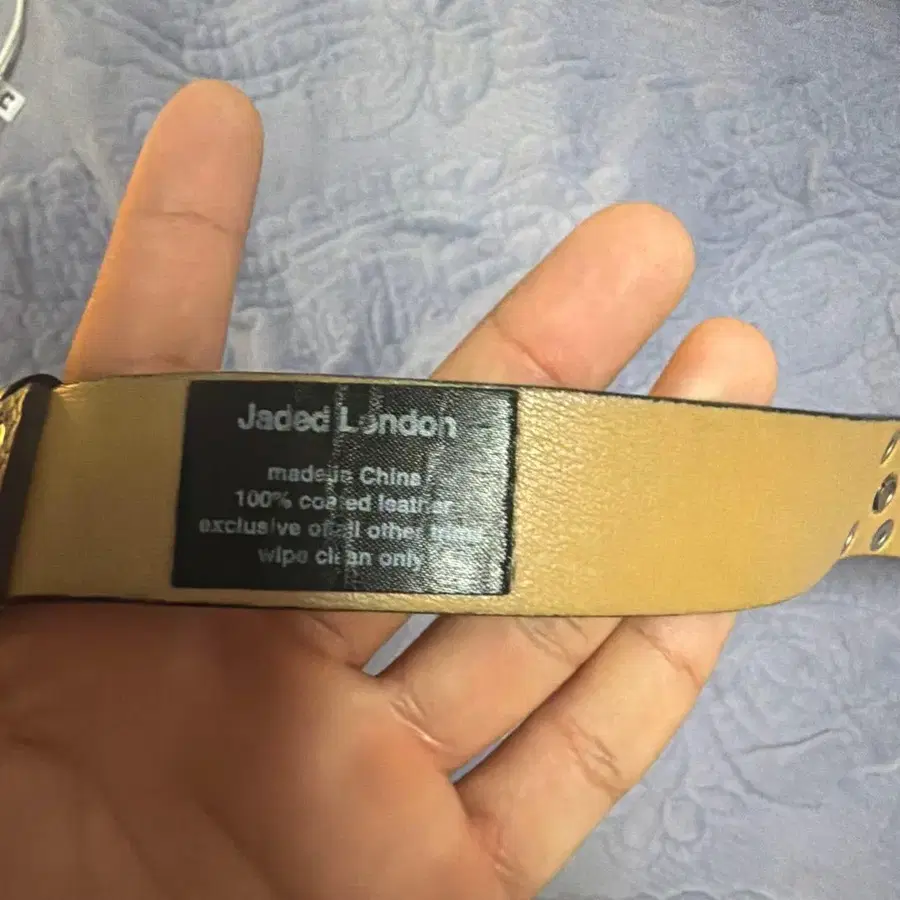 Jaded London
made in China
100% coated leather
exclusive of all other trims
wipe clean only
C